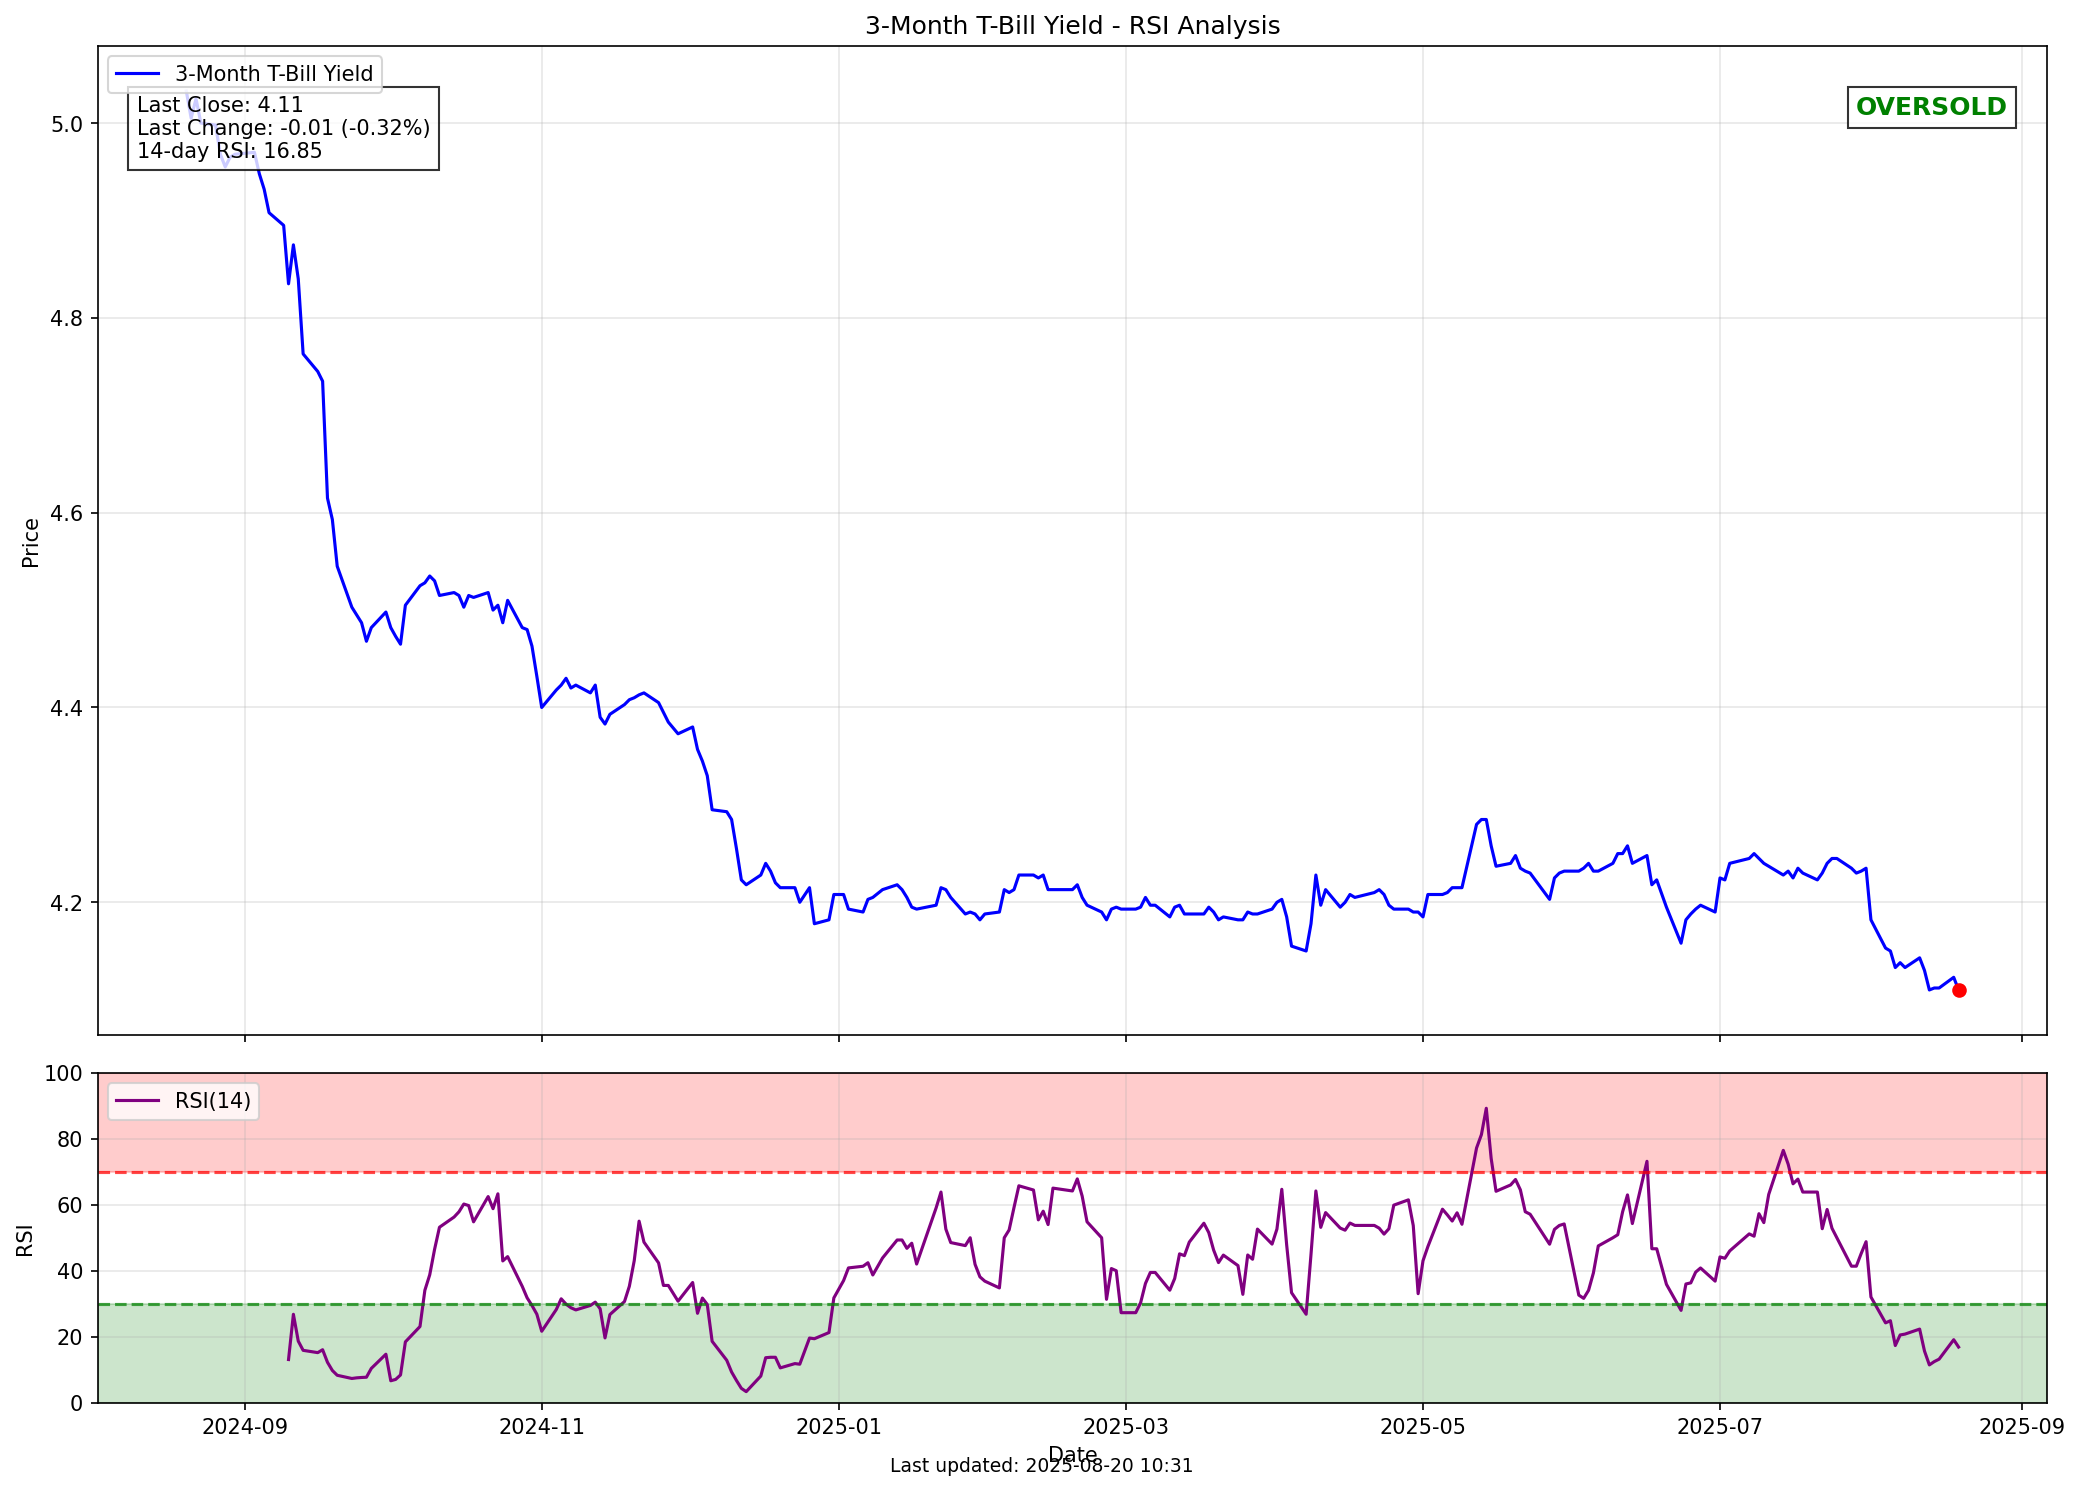 3-Month T-Bill Yield - RSI Analysis
3-Month T-Bill Yield
Last Close: 4.11
Last Change: -0.01 (-0.32%)
14-day RSI: 16.85
OVERSOLD
5.0
4.8
4.6
4.4
4.2
Price
100
80
60
40
20
0
RSI
RSI(14)
2024-09
2024-11
2025-01
2025-03
2025-05
2025-07
2025-09
Date
Last updated: 2025-08-20 10:31